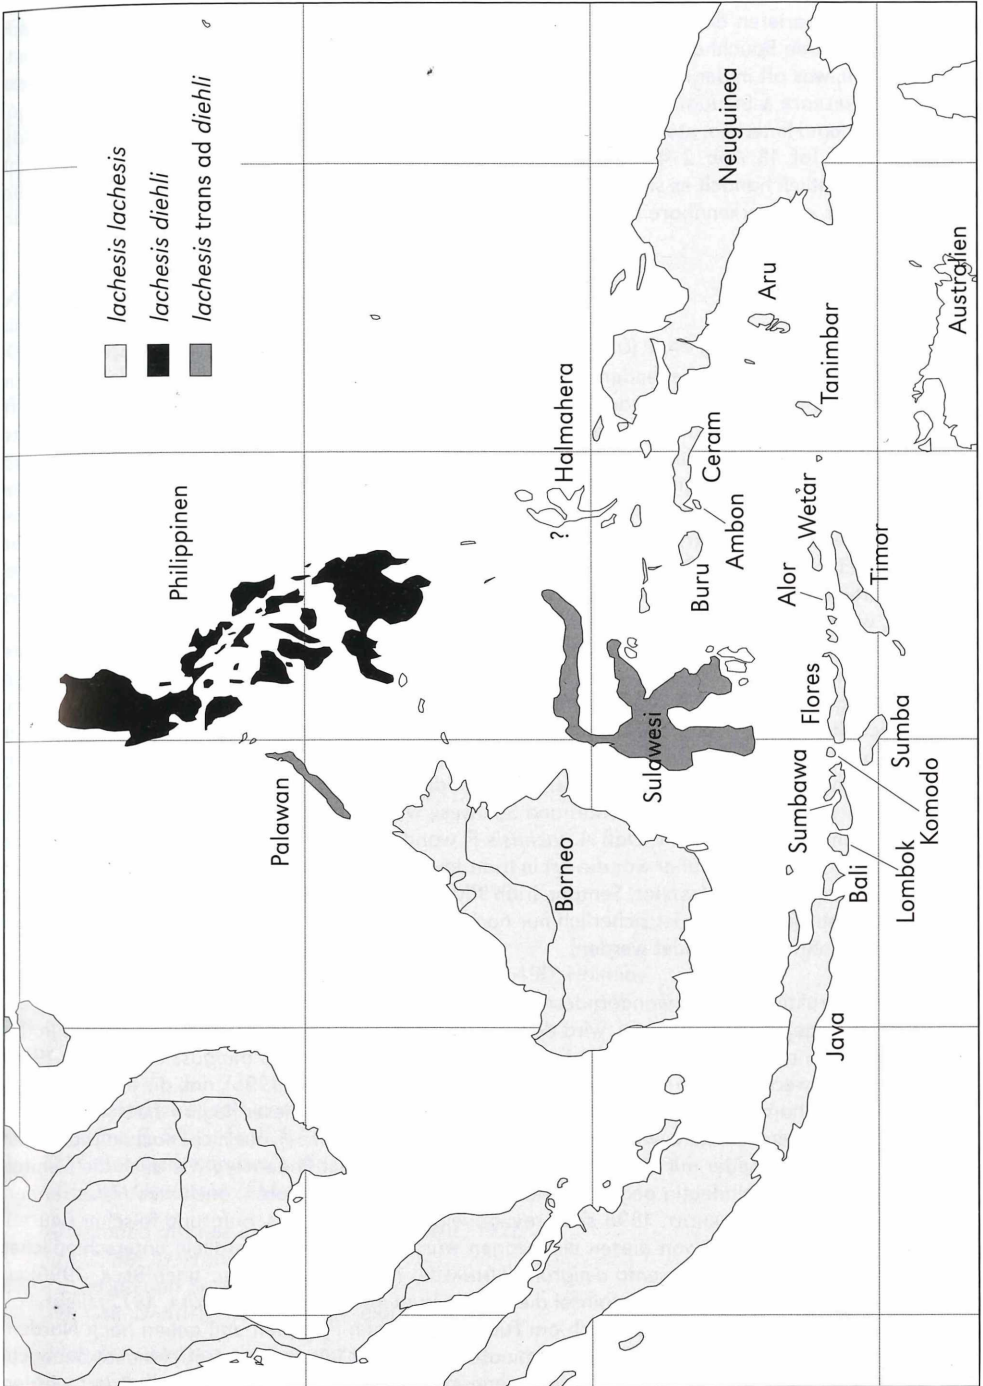 lachesis lachesis
lachesis diehli
lachesis trans ad diehli
Philippinen
Palawan
Borneo
Sulawesi
?
Halmahera
Neuguinea
Buru
Ambon
Ceram
Aru
Tanimbar
Australien
Java
Bali
Lombok
Sumbawa
Komodo
Flores
Sumba
Alor
Wetar
Timor